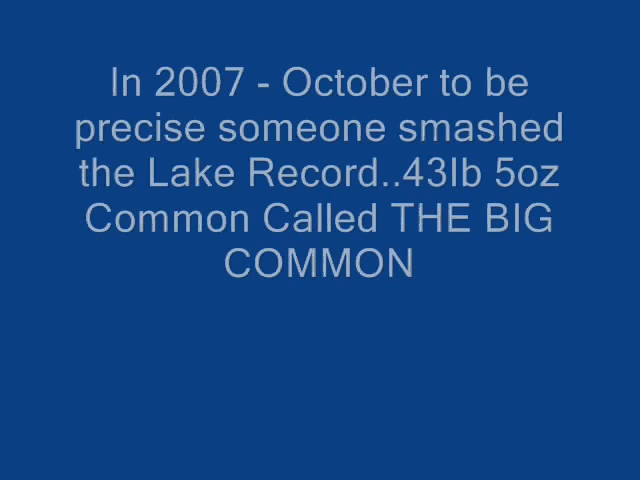 In 2007 - October to be
precise someone smashed
the Lake Record..43lb 5oz
Common Called THE BIG
COMMON